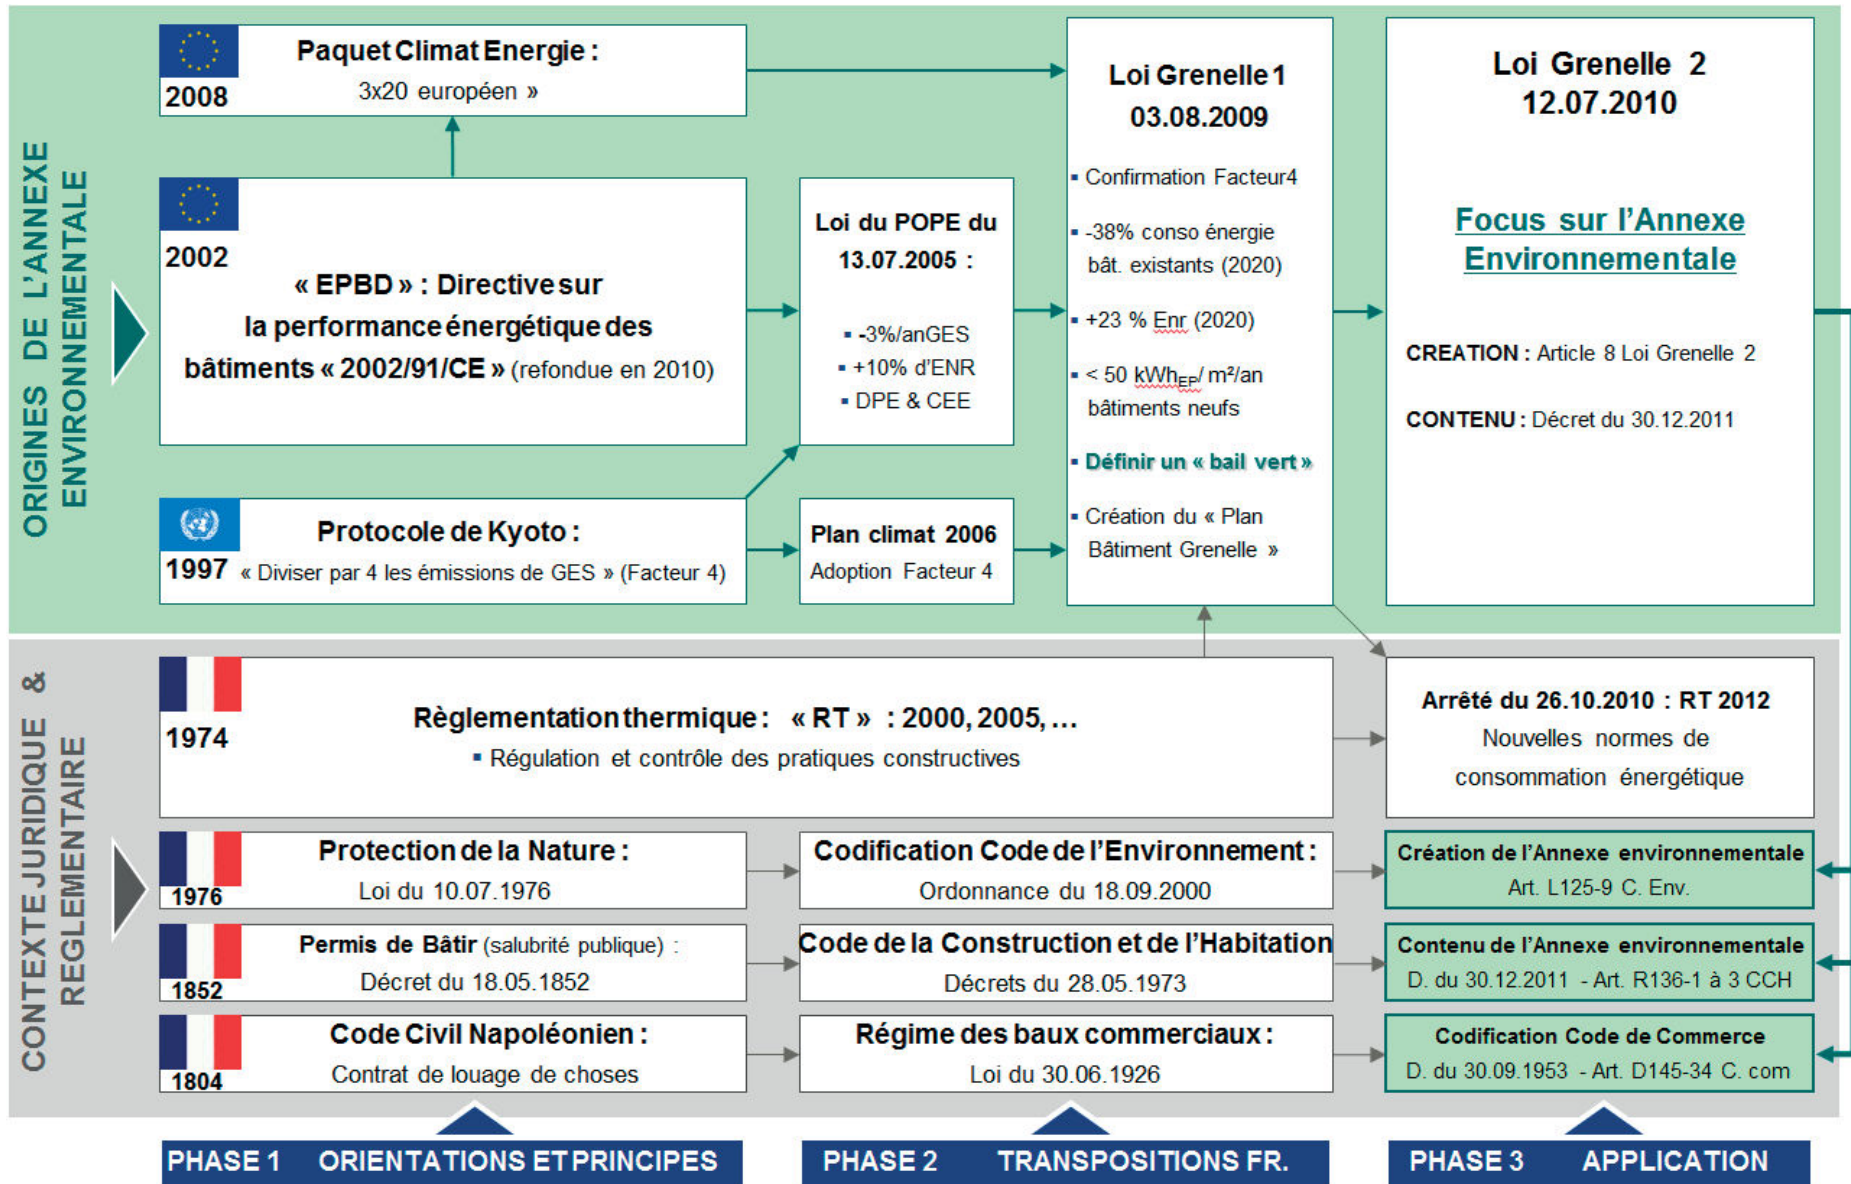 ORIGINES DE L'ANNEXE
ENVIRONNEMENTALE
2008
Paquet Climat Energie :
3x20 européen »
2002
« EPBD » : Directive sur
la performance énergétique des
bâtiments « 2002/91/CE » (refondue en 2010)
1997
Protocole de Kyoto :
« Diviser par 4 les émissions de GES » (Facteur 4)
Loi du POPE du
13.07.2005 :
▪ -3%/anGES
▪ +10% d'ENR
▪ DPE & CEE
Plan climat 2006
Adoption Facteur 4
Loi Grenelle 1
03.08.2009
▪ Confirmation Facteur4
▪ -38% conso énergie
bât. existants (2020)
▪ +23 % Enr (2020)
▪ < 50 kWhEP/ m²/an
bâtiments neufs
▪ Définir un « bail vert »
▪ Création du « Plan
Bâtiment Grenelle »
Loi Grenelle 2
12.07.2010
Focus sur l'Annexe
Environnementale
CREATION : Article 8 Loi Grenelle 2
CONTENU : Décret du 30.12.2011
CONTEXTE JURIDIQUE &
REGLEMENTAIRE
1974
Règlementation thermique : « RT » : 2000, 2005, …
▪ Régulation et contrôle des pratiques constructives
Arrêté du 26.10.2010 : RT 2012
Nouvelles normes de
consommation énergétique
1976
Protection de la Nature :
Loi du 10.07.1976
Codification Code de l'Environnement :
Ordonnance du 18.09.2000
Création de l'Annexe environnementale
Art. L125-9 C. Env.
1852
Permis de Bâtir (salubrité publique) :
Décret du 18.05.1852
Code de la Construction et de l'Habitation
Décrets du 28.05.1973
Contenu de l'Annexe environnementale
D. du 30.12.2011 - Art. R136-1 à 3 CCH
1804
Code Civil Napoléonien :
Contrat de louage de choses
Régime des baux commerciaux :
Loi du 30.06.1926
Codification Code de Commerce
D. du 30.09.1953 - Art. D145-34 C. com
PHASE 1 ORIENTATIONS ET PRINCIPES
PHASE 2 TRANSPOSITIONS FR.
PHASE 3 APPLICATION